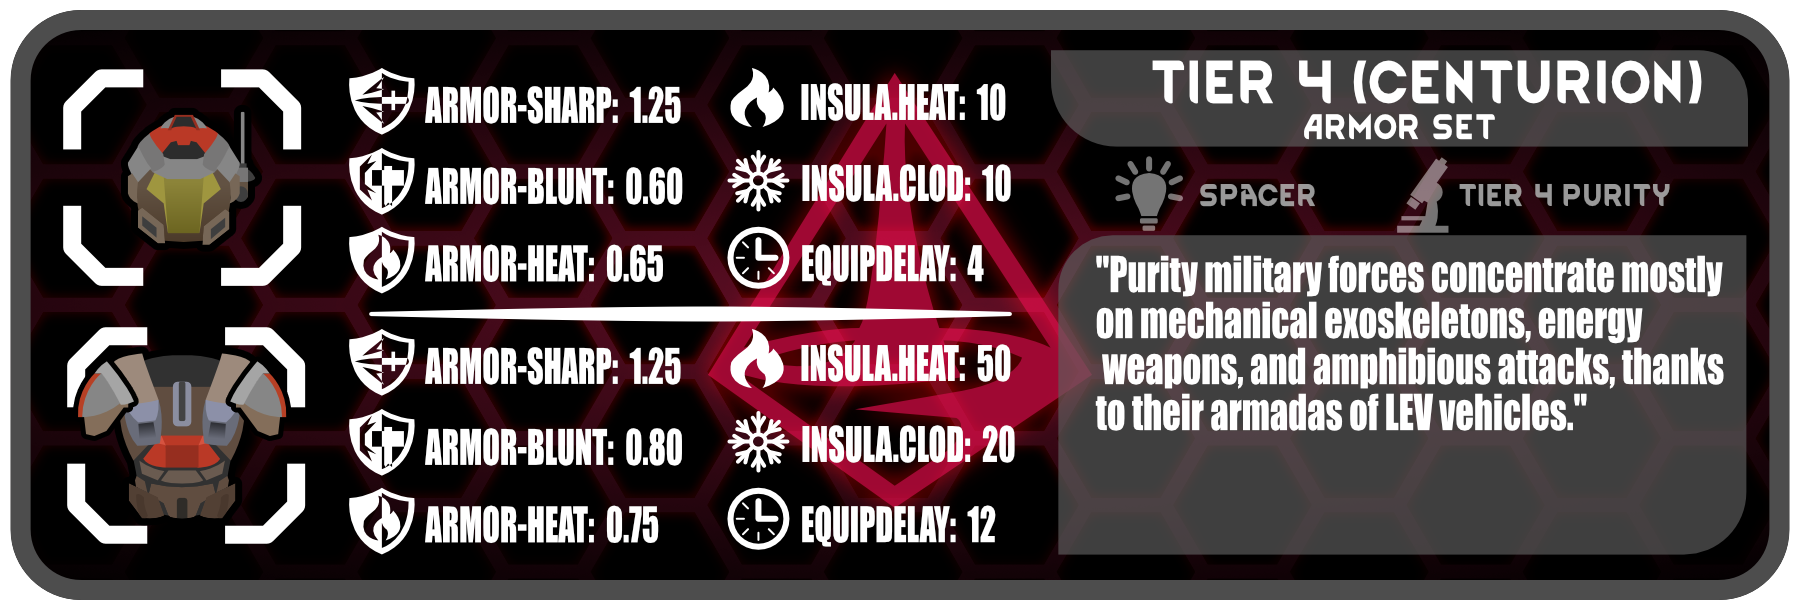 ARMOR-SHARP: 1.25
INSULA.HEAT: 10
ARMOR-BLUNT: 0.60
INSULA.CLOD: 10
ARMOR-HEAT: 0.65
EQUIPDELAY: 4
ARMOR-SHARP: 1.25
INSULA.HEAT: 50
ARMOR-BLUNT: 0.80
INSULA.CLOD: 20
ARMOR-HEAT: 0.75
EQUIPDELAY: 12
TIER 4 (CENTURION)
ARMOR SET
SPACER
TIER 4 PURITY
"Purity military forces concentrate mostly
on mechanical exoskeletons, energy
weapons, and amphibious attacks, thanks
to their armadas of LEV vehicles."